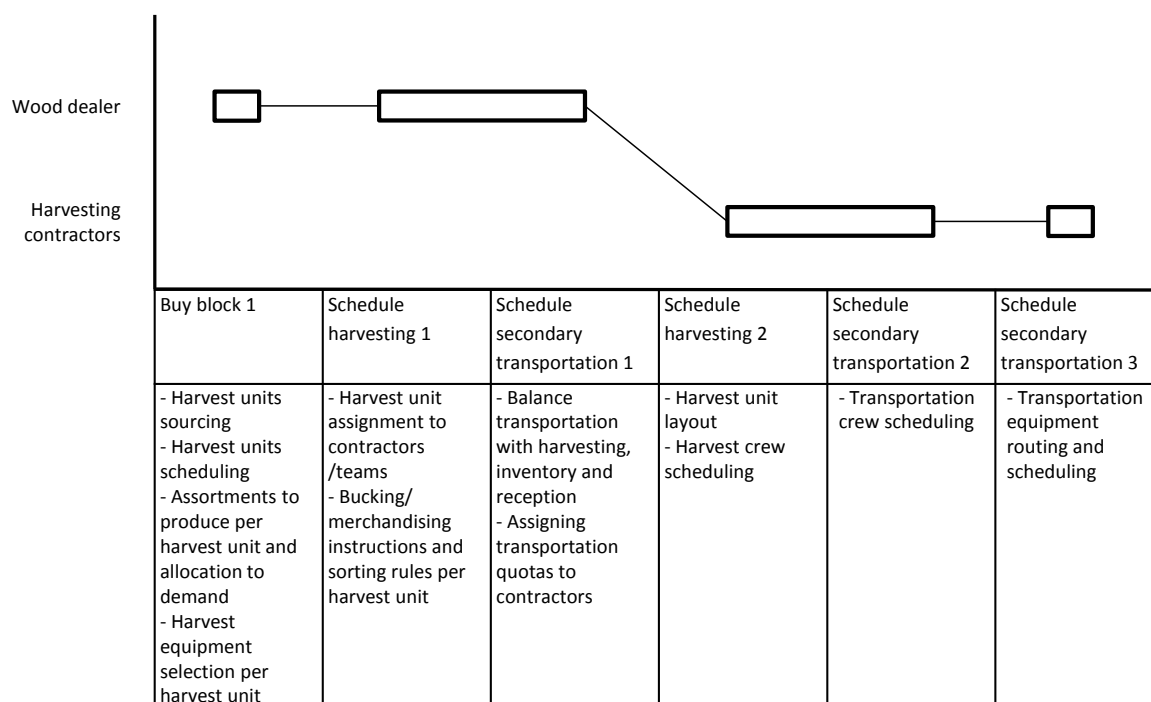 Wood dealer
Harvesting
contractors
Buy block 1
Schedule
harvesting 1
Schedule
secondary
transportation 1
Schedule
harvesting 2
Schedule
secondary
transportation 2
Schedule
secondary
transportation 3
- Harvest units
sourcing
- Harvest units
scheduling
- Assortments to
produce per
harvest unit and
allocation to
demand
- Harvest
equipment
selection per
harvest unit
- Harvest unit
assignment to
contractors
/teams
- Bucking/
merchandising
instructions and
sorting rules per
harvest unit
- Balance
transportation
with harvesting,
inventory and
reception
- Assigning
transportation
quotas to
contractors
- Harvest unit
layout
- Harvest crew
scheduling
- Transportation
crew scheduling
- Transportation
equipment
routing and
scheduling